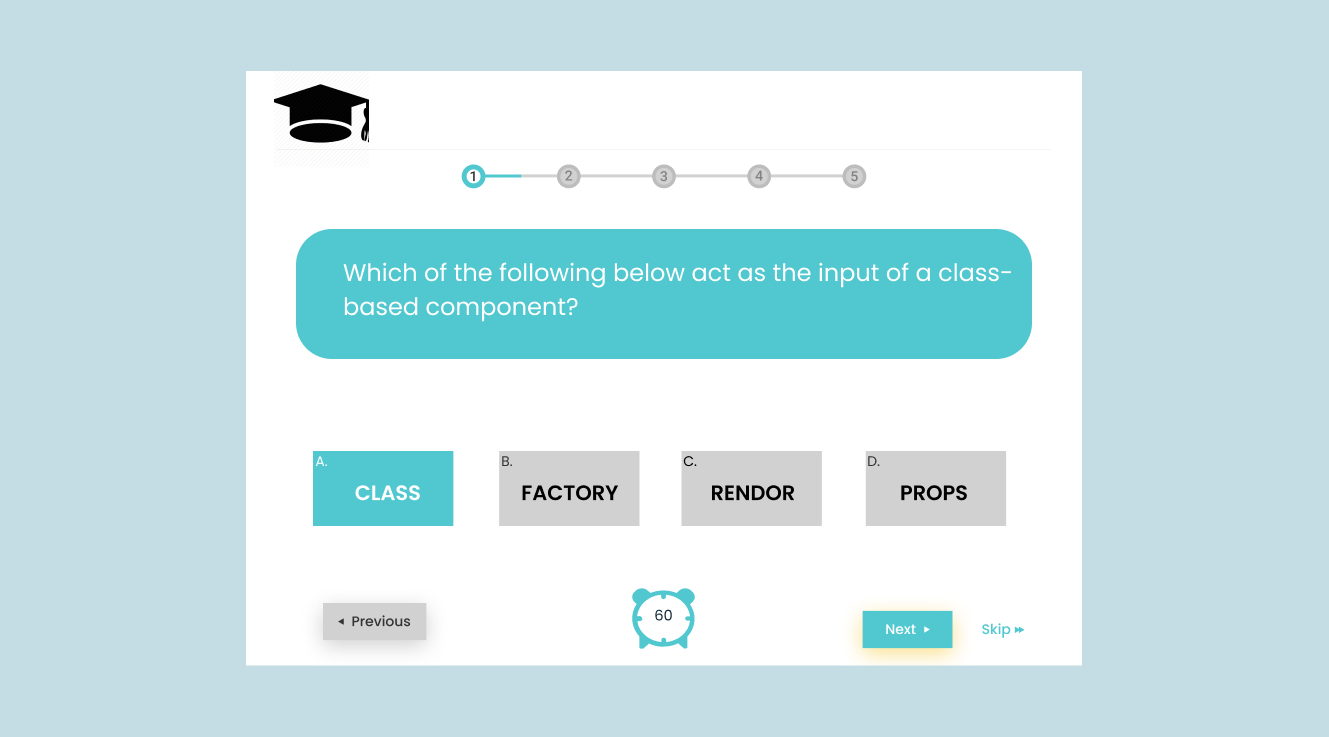 1 2 3 4 5
Which of the following below act as the input of a class-
based component?
A. B. C. D.
CLASS FACTORY RENDOR PROPS
Previous 60 Next Skip